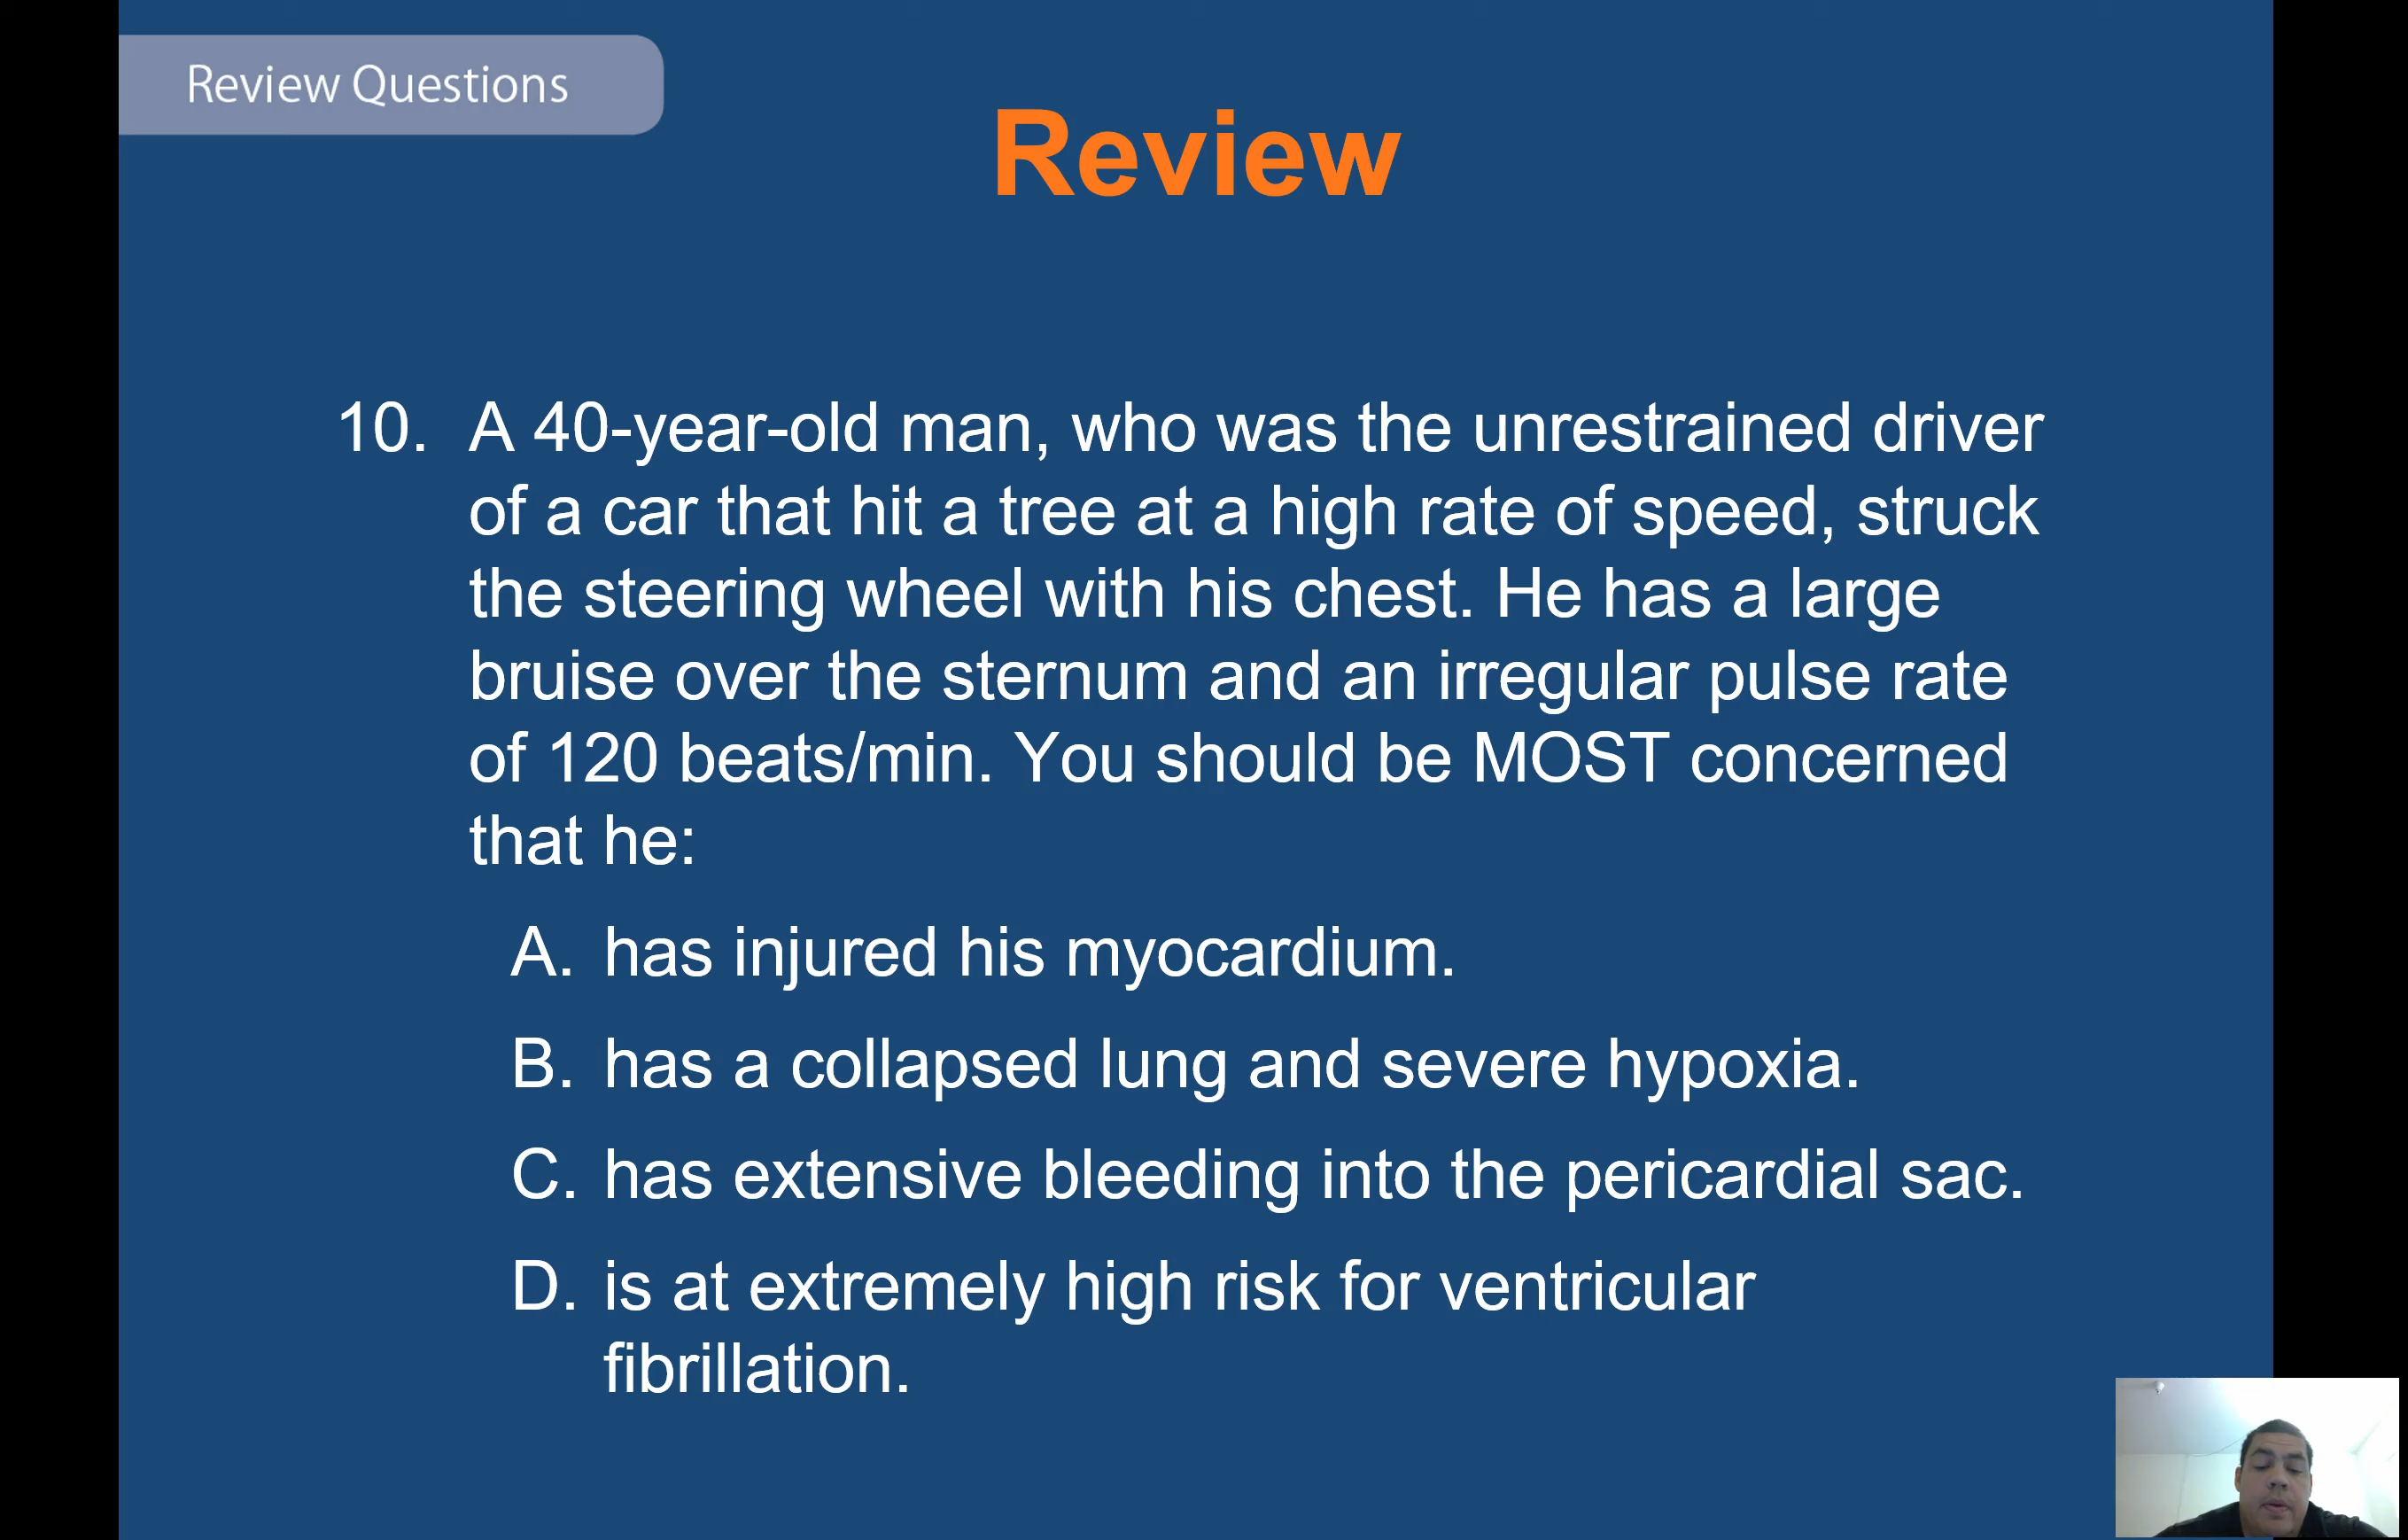 Review Questions
Review
10. A 40-year-old man, who was the unrestrained driver
of a car that hit a tree at a high rate of speed, struck
the steering wheel with his chest. He has a large
bruise over the sternum and an irregular pulse rate
of 120 beats/min. You should be MOST concerned
that he:
A. has injured his myocardium.
B. has a collapsed lung and severe hypoxia.
C. has extensive bleeding into the pericardial sac.
D. is at extremely high risk for ventricular
fibrillation.